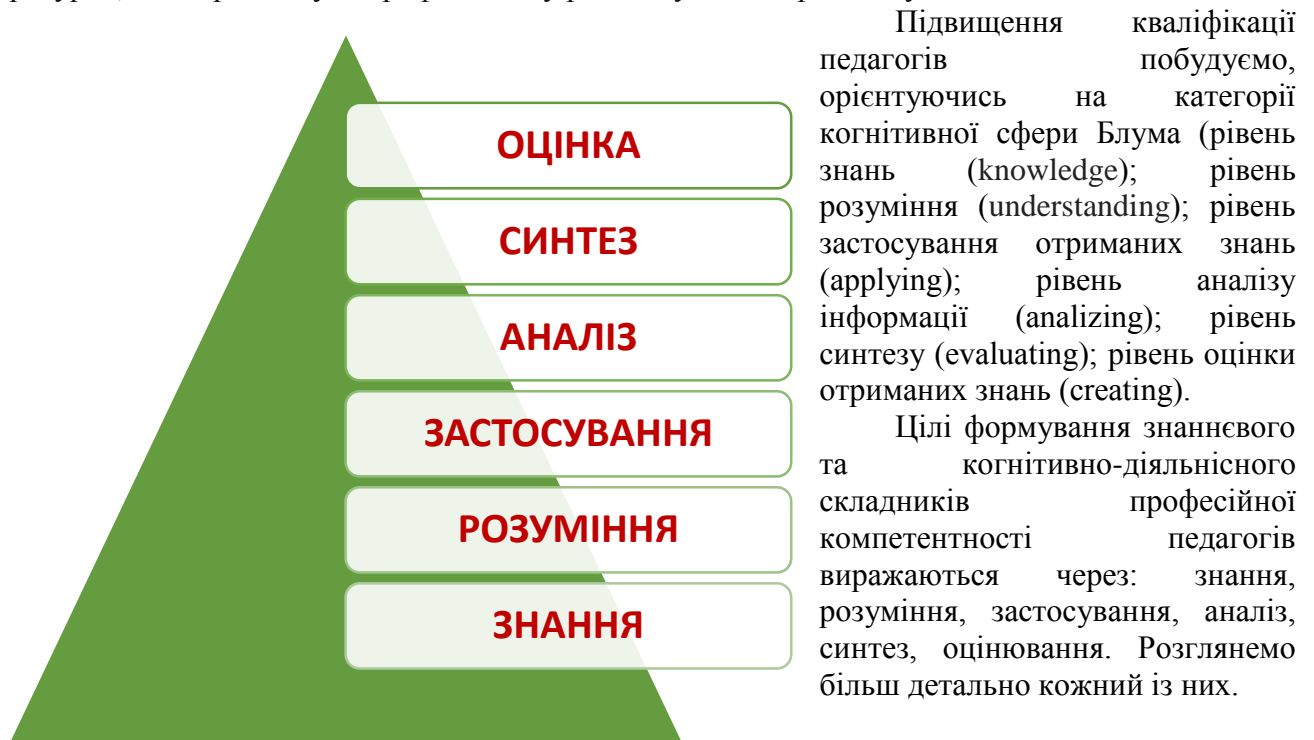 ОЦІНКА
СИНТЕЗ
АНАЛІЗ
ЗАСТОСУВАННЯ
РОЗУМІННЯ
ЗНАННЯ
Підвищення кваліфікації
педагогів побудуємо,
орієнтуючись на категорії
когнітивної сфери Блума (рівень
знань (knowledge); рівень
розуміння (understanding); рівень
застосування отриманих знань
(applying); рівень аналізу
інформації (analizing); рівень
синтезу (evaluating); рівень оцінки
отриманих знань (creating).
Цілі формування знаннєвого
та когнітивно-діяльнісного
складників професійної
компетентності педагогів
виражаються через: знання,
розуміння, застосування, аналіз,
синтез, оцінювання. Розглянемо
більш детально кожний із них.